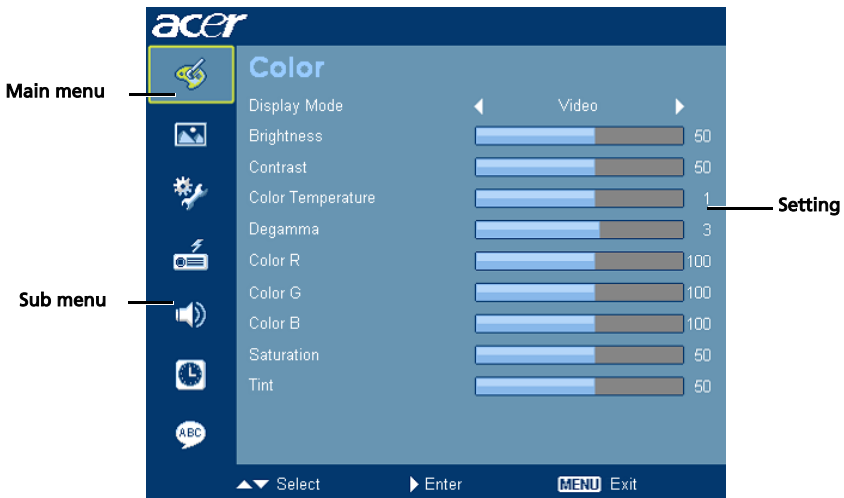 acer
Color
Main menu
Display Mode Video
Brightness 50
Contrast 50
Color Temperature 1
Setting
Degamma 3
Color R 100
Color G 100
Sub menu
Color B 100
Saturation 50
Tint 50
ABC
Select Enter MENU Exit